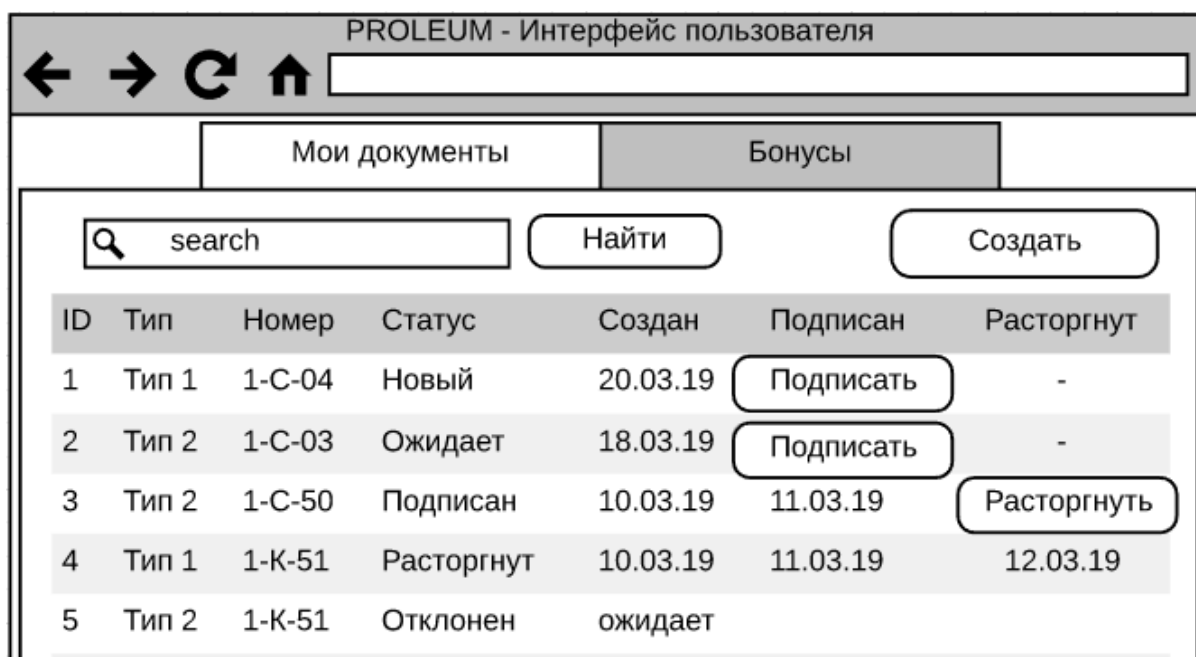 PROLEUM - Интерфейс пользователя
Мои документы Бонусы
search Найти Создать
ID Тип Номер Статус Создан Подписан Расторгнут
1 Тип 1 1-С-04 Новый 20.03.19 Подписать -
2 Тип 2 1-С-03 Ожидает 18.03.19 Подписать -
3 Тип 2 1-С-50 Подписан 10.03.19 11.03.19 Расторгнуть
4 Тип 1 1-К-51 Расторгнут 10.03.19 11.03.19 12.03.19
5 Тип 2 1-К-51 Отклонен ожидает